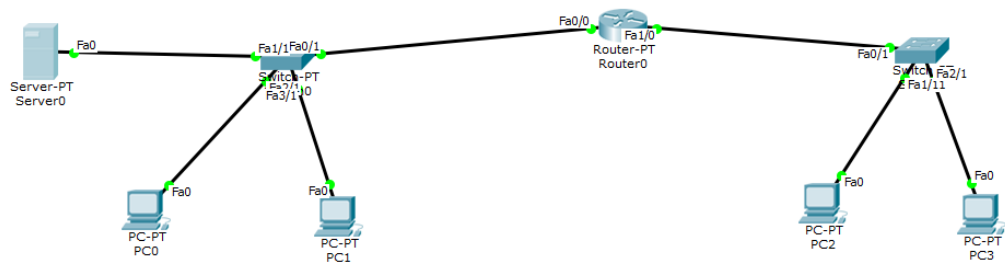 Fa0/0
Fa1/0
Router-PT
Router0
Fa0
Fa1/1
Fa0/1
Server-PT
Server0
Switch-PT
Fa2/1
Fa3/1
Fa0/1
Fa2/1
Fa1/1
Fa0
PC-PT
PC0
Fa0
PC-PT
PC1
Fa0
PC-PT
PC2
Fa0
PC-PT
PC3